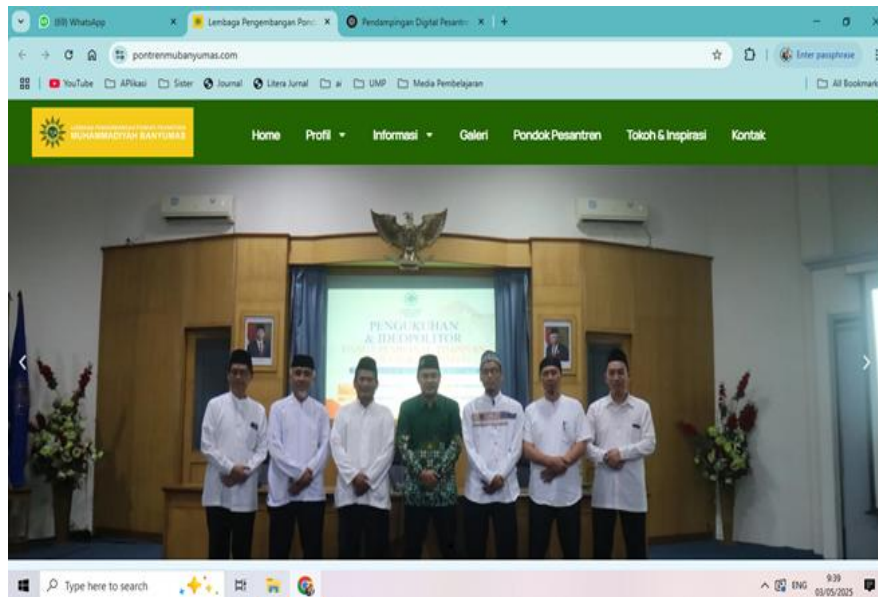 (69) WhatsApp
Lembaga Pengembangan Pond
Pendampingan Digital Pesantre
pontrenmubanyumas.com
Enter passphrase
YouTube APlikasi Sister Journal Litera Jurnal ai UMP Media Pembelajaran All Bookmark
MUHAMMADIYAH BANYUMAS
Home Profil Informasi Galeri Pondok Pesantren Tokoh & Inspirasi Kontak
PENGUKUHAN
& IDEOPOLITOR
Type here to search
ENG
9:39
03/05/2025